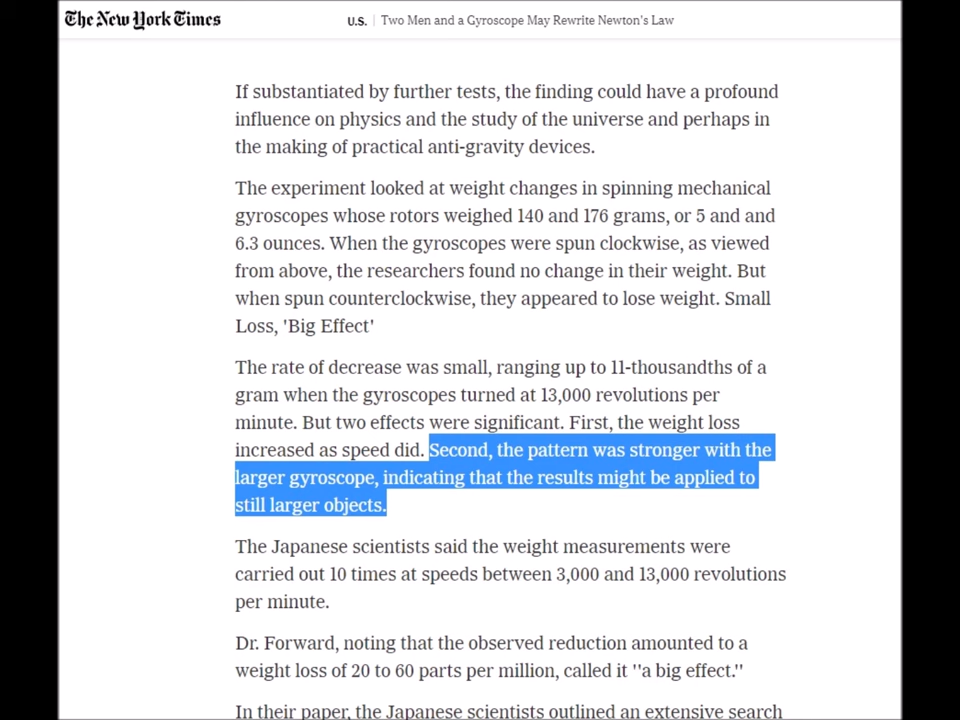 The New York Times
U.S. | Two Men and a Gyroscope May Rewrite Newton's Law
If substantiated by further tests, the finding could have a profound
influence on physics and the study of the universe and perhaps in
the making of practical anti-gravity devices.
The experiment looked at weight changes in spinning mechanical
gyroscopes whose rotors weighed 140 and 176 grams, or 5 and and
6.3 ounces. When the gyroscopes were spun clockwise, as viewed
from above, the researchers found no change in their weight. But
when spun counterclockwise, they appeared to lose weight. Small
Loss, 'Big Effect'
The rate of decrease was small, ranging up to 11-thousandths of a
gram when the gyroscopes turned at 13,000 revolutions per
minute. But two effects were significant. First, the weight loss
increased as speed did. Second, the pattern was stronger with the
larger gyroscope, indicating that the results might be applied to
still larger objects.
The Japanese scientists said the weight measurements were
carried out 10 times at speeds between 3,000 and 13,000 revolutions
per minute.
Dr. Forward, noting that the observed reduction amounted to a
weight loss of 20 to 60 parts per million, called it ''a big effect.''
In their paper, the Japanese scientists outlined an extensive search